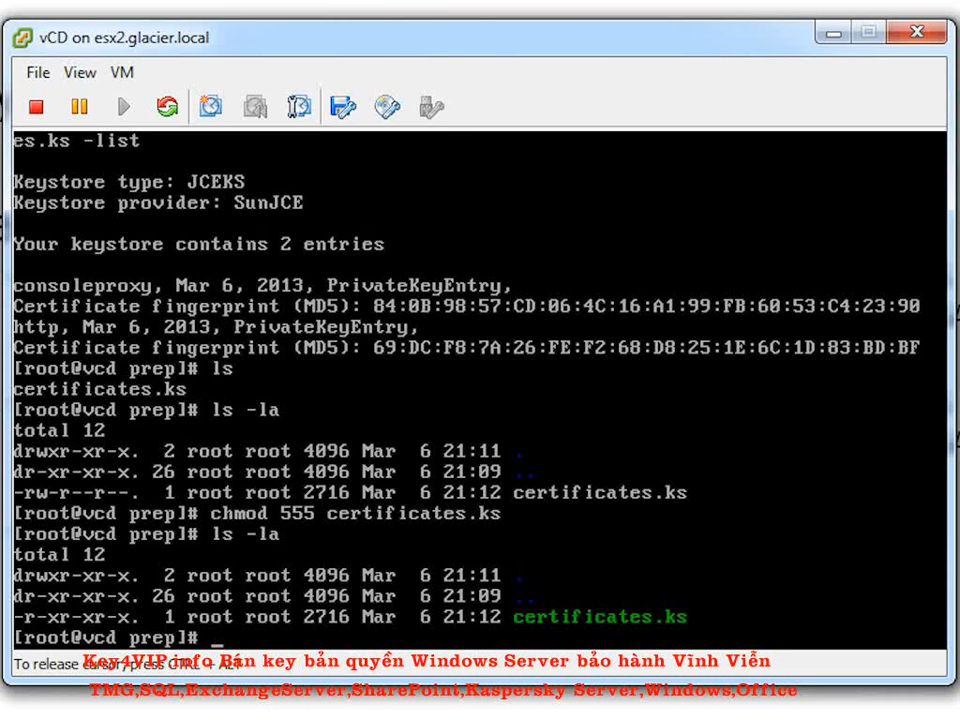 vCD on esx2.glacier.local
File View VM
es.ks -list
Keystore type: JCEKS
Keystore provider: SunJCE
Your keystore contains 2 entries
consoleproxy, Mar 6, 2013, PrivateKeyEntry,
Certificate fingerprint (MD5): 84:0B:98:57:CD:06:4C:16:A1:99:FB:60:53:C4:23:90
http, Mar 6, 2013, PrivateKeyEntry,
Certificate fingerprint (MD5): 69:DC:F8:7A:26:FE:F2:68:D8:25:1E:6C:1D:83:BD:BF
[root@vcd prep]# ls
certificates.ks
[root@vcd prep]# ls -la
total 12
drwxr-xr-x. 2 root root 4096 Mar 6 21:11 .
dr-xr-xr-x. 26 root root 4096 Mar 6 21:09 ..
-rw-r--r--. 1 root root 2716 Mar 6 21:12 certificates.ks
[root@vcd prep]# chmod 555 certificates.ks
[root@vcd prep]# ls -la
total 12
drwxr-xr-x. 2 root root 4096 Mar 6 21:11 .
dr-xr-xr-x. 26 root root 4096 Mar 6 21:09 ..
-r-xr-xr-x. 1 root root 2716 Mar 6 21:12 certificates.ks
[root@vcd prep]# _
To release cursor, press CTRL + ALT
Key4VIP.info Bán key bản quyền Windows Server bảo hành Vĩnh Viễn
TMG,SQL,ExchangeServer,SharePoint,Kaspersky Server,Windows,Office